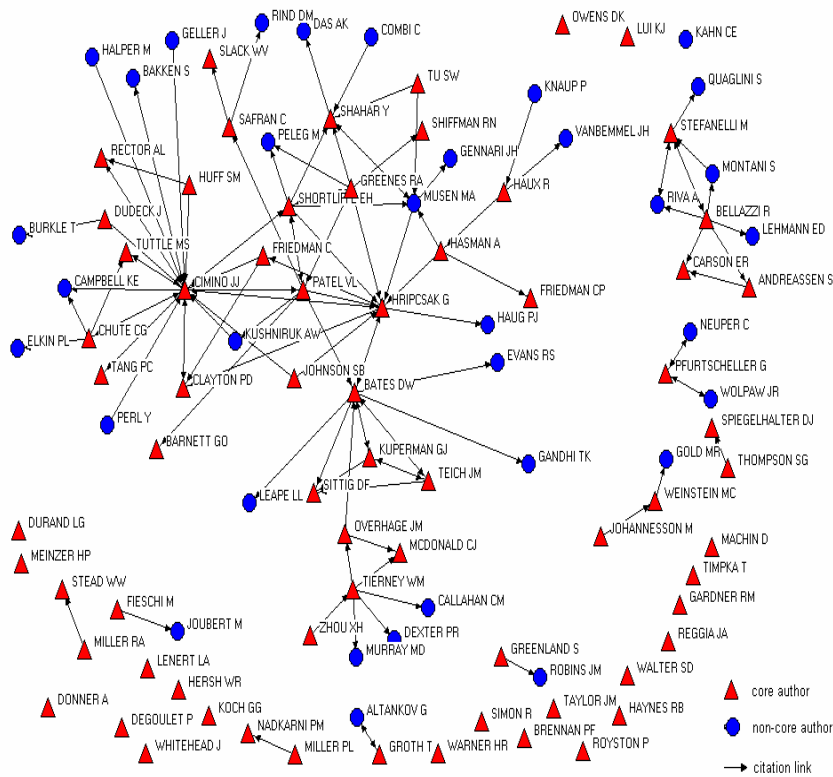 RIND DM
DAS AK
OWENS DK
GELLER J
COMBI C
LUI KJ
KAHN CE
HALPER M
SLACK WV
BAKKEN S
TU SW
KNAUP P
QUAGLINI S
SAFRAN C
SHAHAR Y
SHIFFMAN RN
STEFANELLI M
PELEG M
VANBEMMEL JH
RECTOR AL
GENNARI JH
MONTANI S
HUFF SM
GREENES RA
MUSEN MA
HAUX R
RIVA A
SHORTLIFFE EH
DUDECK J
BELLAZZI R
BURKLE T
LEHMANN ED
TUTTLE MS
FRIEDMAN C
HASMAN A
CARSON ER
CAMPBELL KE
CIMINO JJ
PATEL VL
ANDREASSEN S
HRIPCSAK G
FRIEDMAN CP
HAUG PJ
NEUPER C
CHUTE CG
KUSHNIRUK AW
ELKIN PL
EVANS RS
TANG PC
JOHNSON SB
PFURTSCHELLER G
CLAYTON PD
BATES DW
WOLPAW JR
PERL Y
SPIEGELHALTER DJ
BARNETT GO
KUPERMAN GJ
GANDHI TK
GOLD MR
THOMPSON SG
TEICH JM
SITTIG DF
LEAPE LL
WEINSTEIN MC
DURAND LG
OVERHAGE JM
JOHANNESSON M
MCDONALD CJ
MACHIN D
MEINZER HP
TIMPKA T
STEAD WW
TIERNEY WM
FIESCHI M
CALLAHAN CM
GARDNER RM
JOUBERT M
ZHOU XH
DEXTER PR
REGGIA JA
MILLER RA
MURRAY MD
GREENLAND S
LENERT LA
ROBINS JM
WALTER SD
HERSH WR
core author
DONNER A
KOCH GG
ALTANKOV G
TAYLOR JM
HAYNES RB
DEGOULET P
SIMON R
non-core author
NADKARNI PM
BRENNAN PF
WHITEHEAD J
MILLER PL
GROTH T
WARNER HR
ROYSTON P
citation link